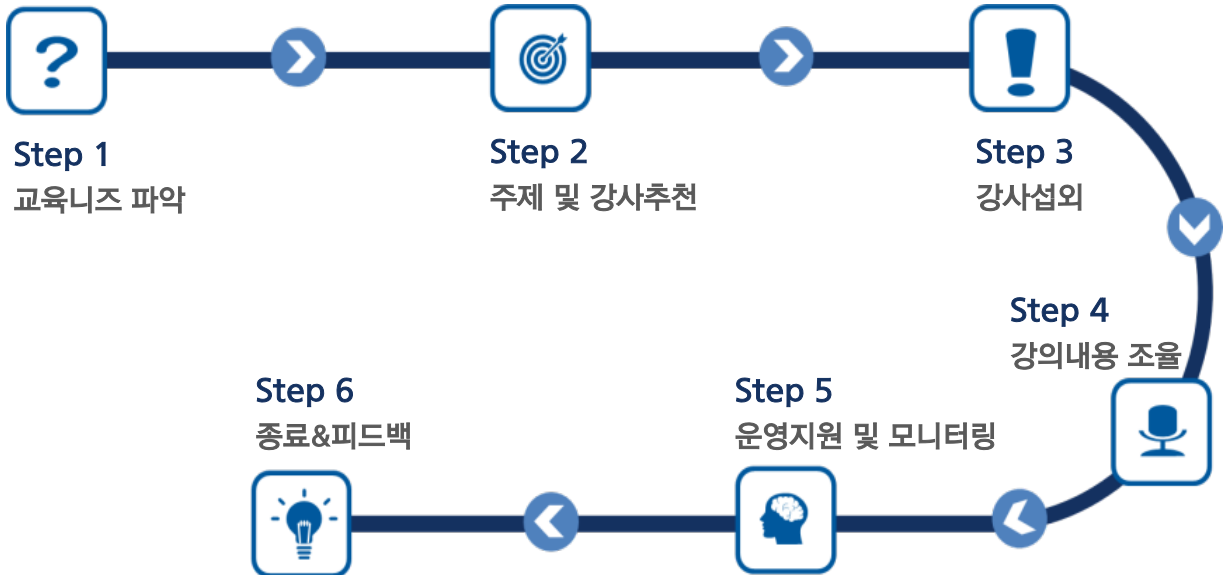 Step 1
교육니즈 파악
Step 2
주제 및 강사추천
Step 3
강사섭외
Step 4
강의내용 조율
Step 5
운영지원 및 모니터링
Step 6
종료&피드백